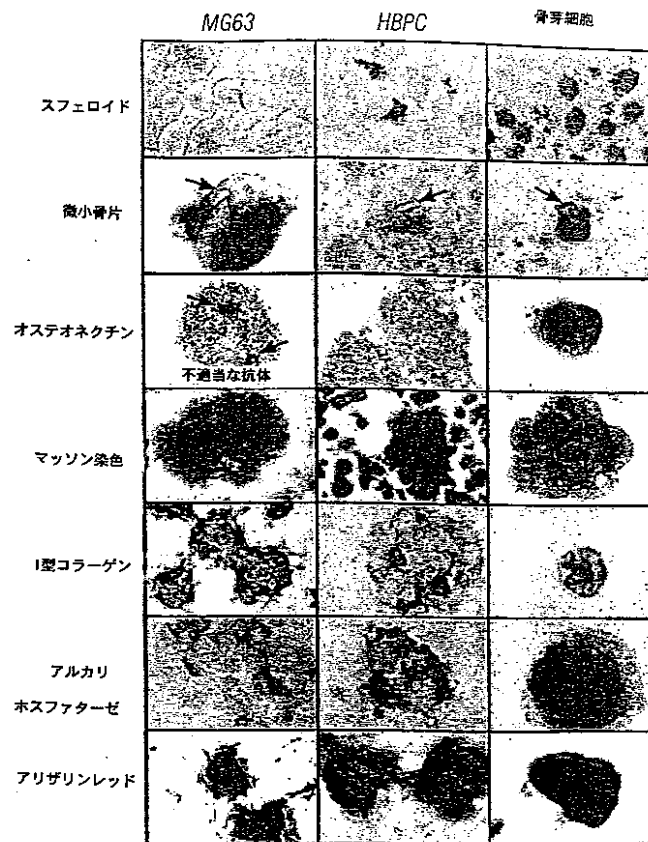 MG63
HBPC
骨芽細胞
スフェロイド
微小骨片
オステオネクチン
不適当な抗体
マッソン染色
I型コラーゲン
アルカリ
ホスファターゼ
アリザリンレッド